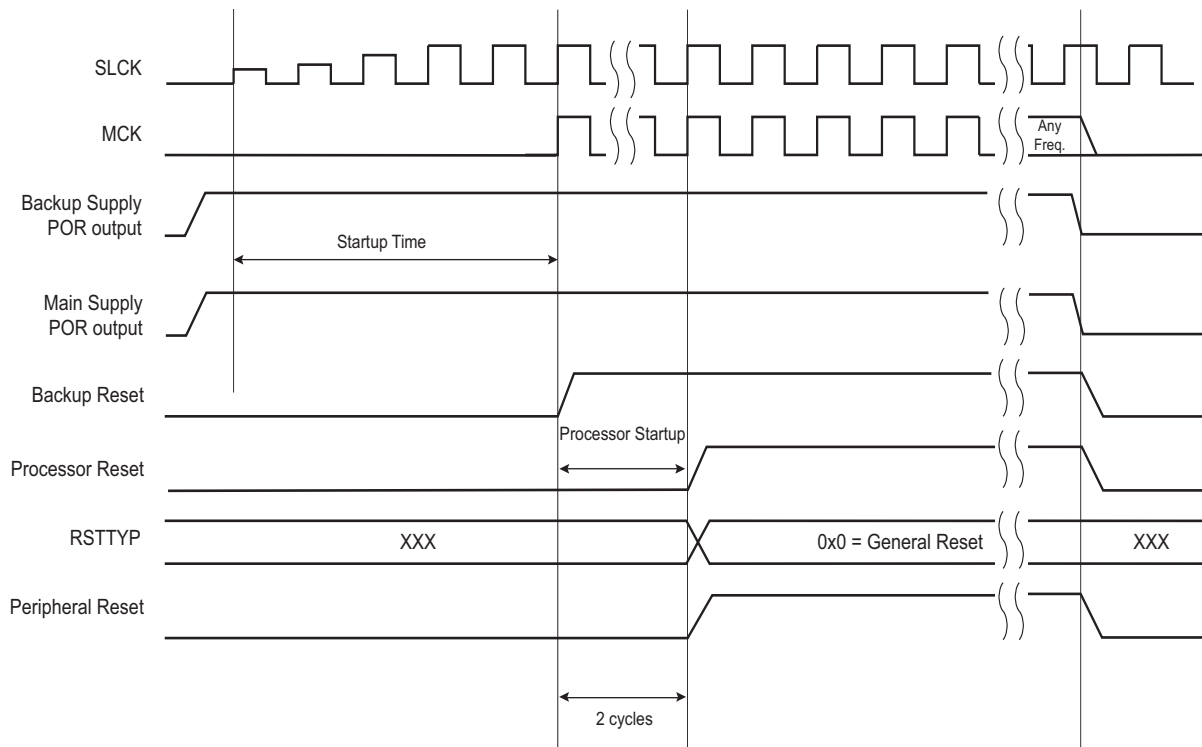 SLCK
MCK
Any
Freq.
Backup Supply
POR output
Startup Time
Main Supply
POR output
Backup Reset
Processor Startup
Processor Reset
RSTTYP
XXX
0x0 = General Reset
XXX
Peripheral Reset
2 cycles